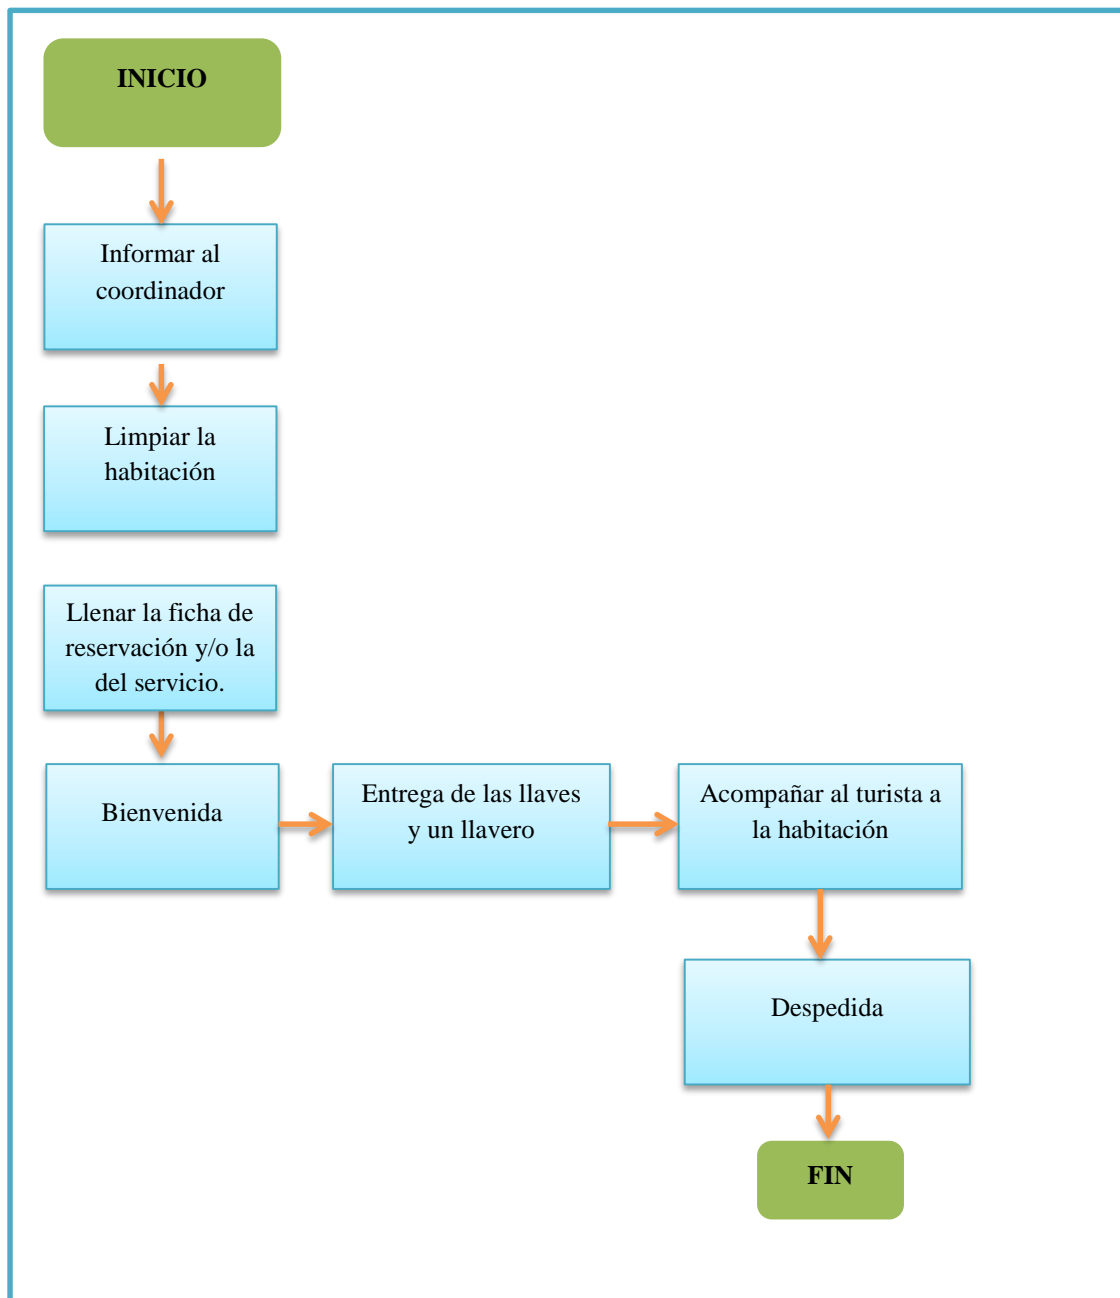 INICIO
Informar al
coordinador
Limpiar la
habitación
Llenar la ficha de
reservación y/o la
del servicio.
Bienvenida
Entrega de las llaves
y un llavero
Acompañar al turista a
la habitación
Despedida
FIN